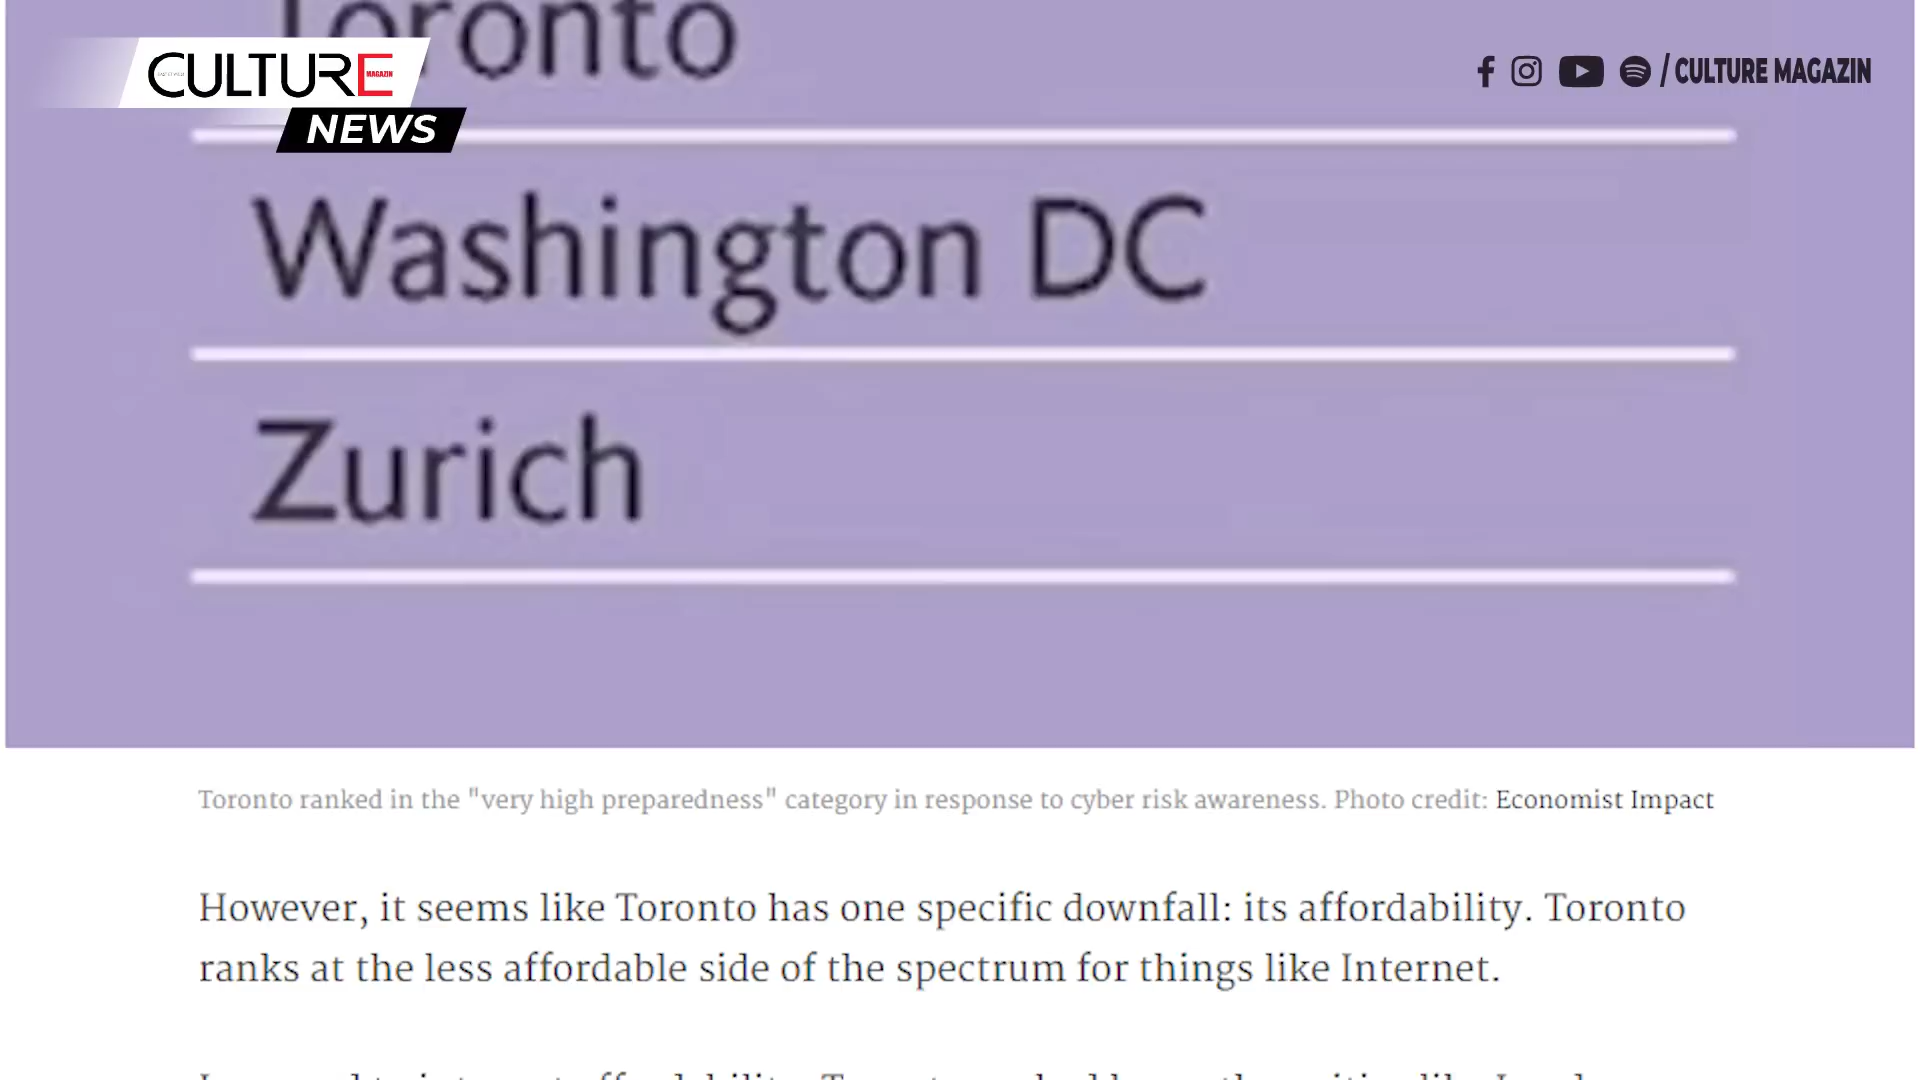 Toronto
CULTURE
MAGAZIN
NEWS
/ CULTURE MAGAZIN
Washington DC
Zurich
Toronto ranked in the "very high preparedness" category in response to cyber risk awareness. Photo credit: Economist Impact
However, it seems like Toronto has one specific downfall: its affordability. Toronto
ranks at the less affordable side of the spectrum for things like Internet.